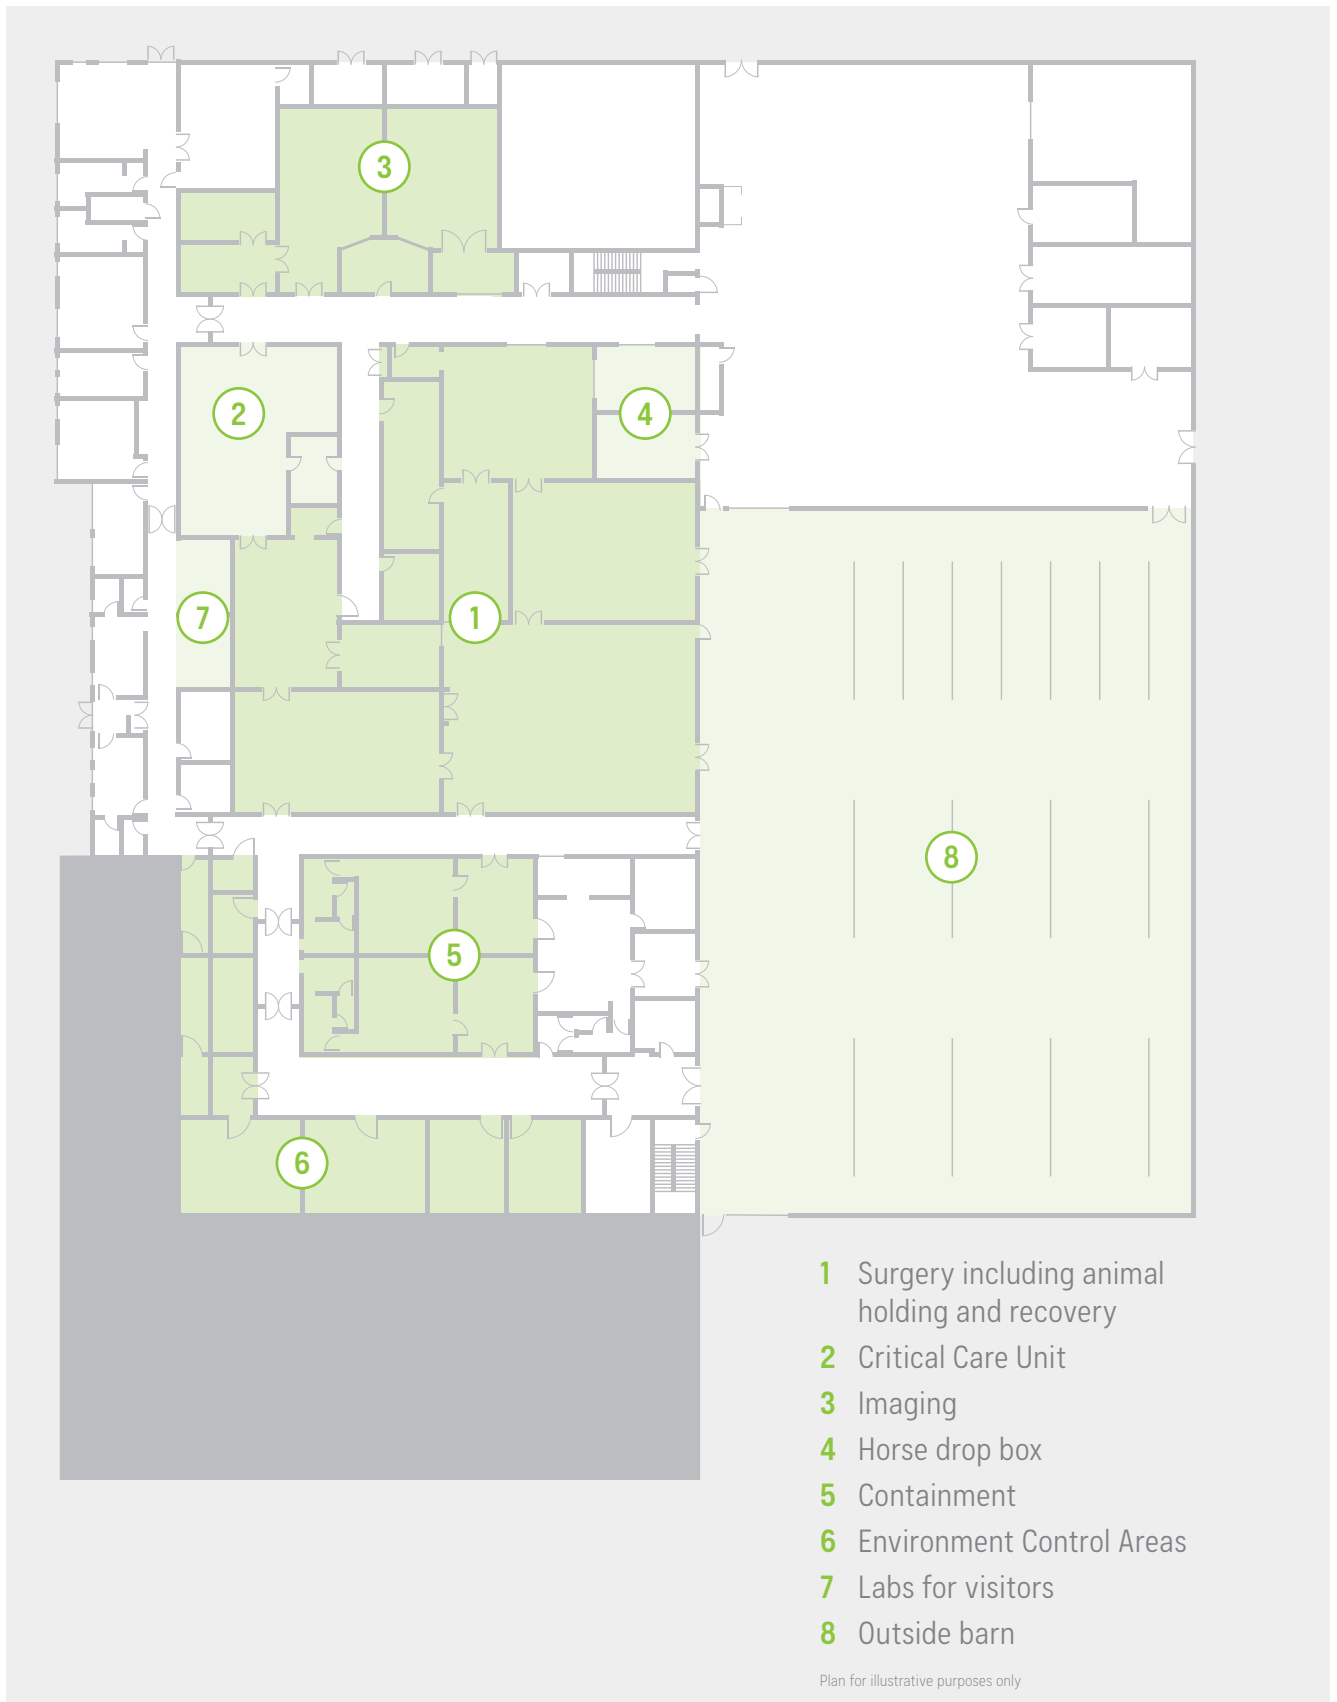 3
2
4
7
1
8
5
6
1 Surgery including animal
holding and recovery
2 Critical Care Unit
3 Imaging
4 Horse drop box
5 Containment
6 Environment Control Areas
7 Labs for visitors
8 Outside barn
Plan for illustrative purposes only